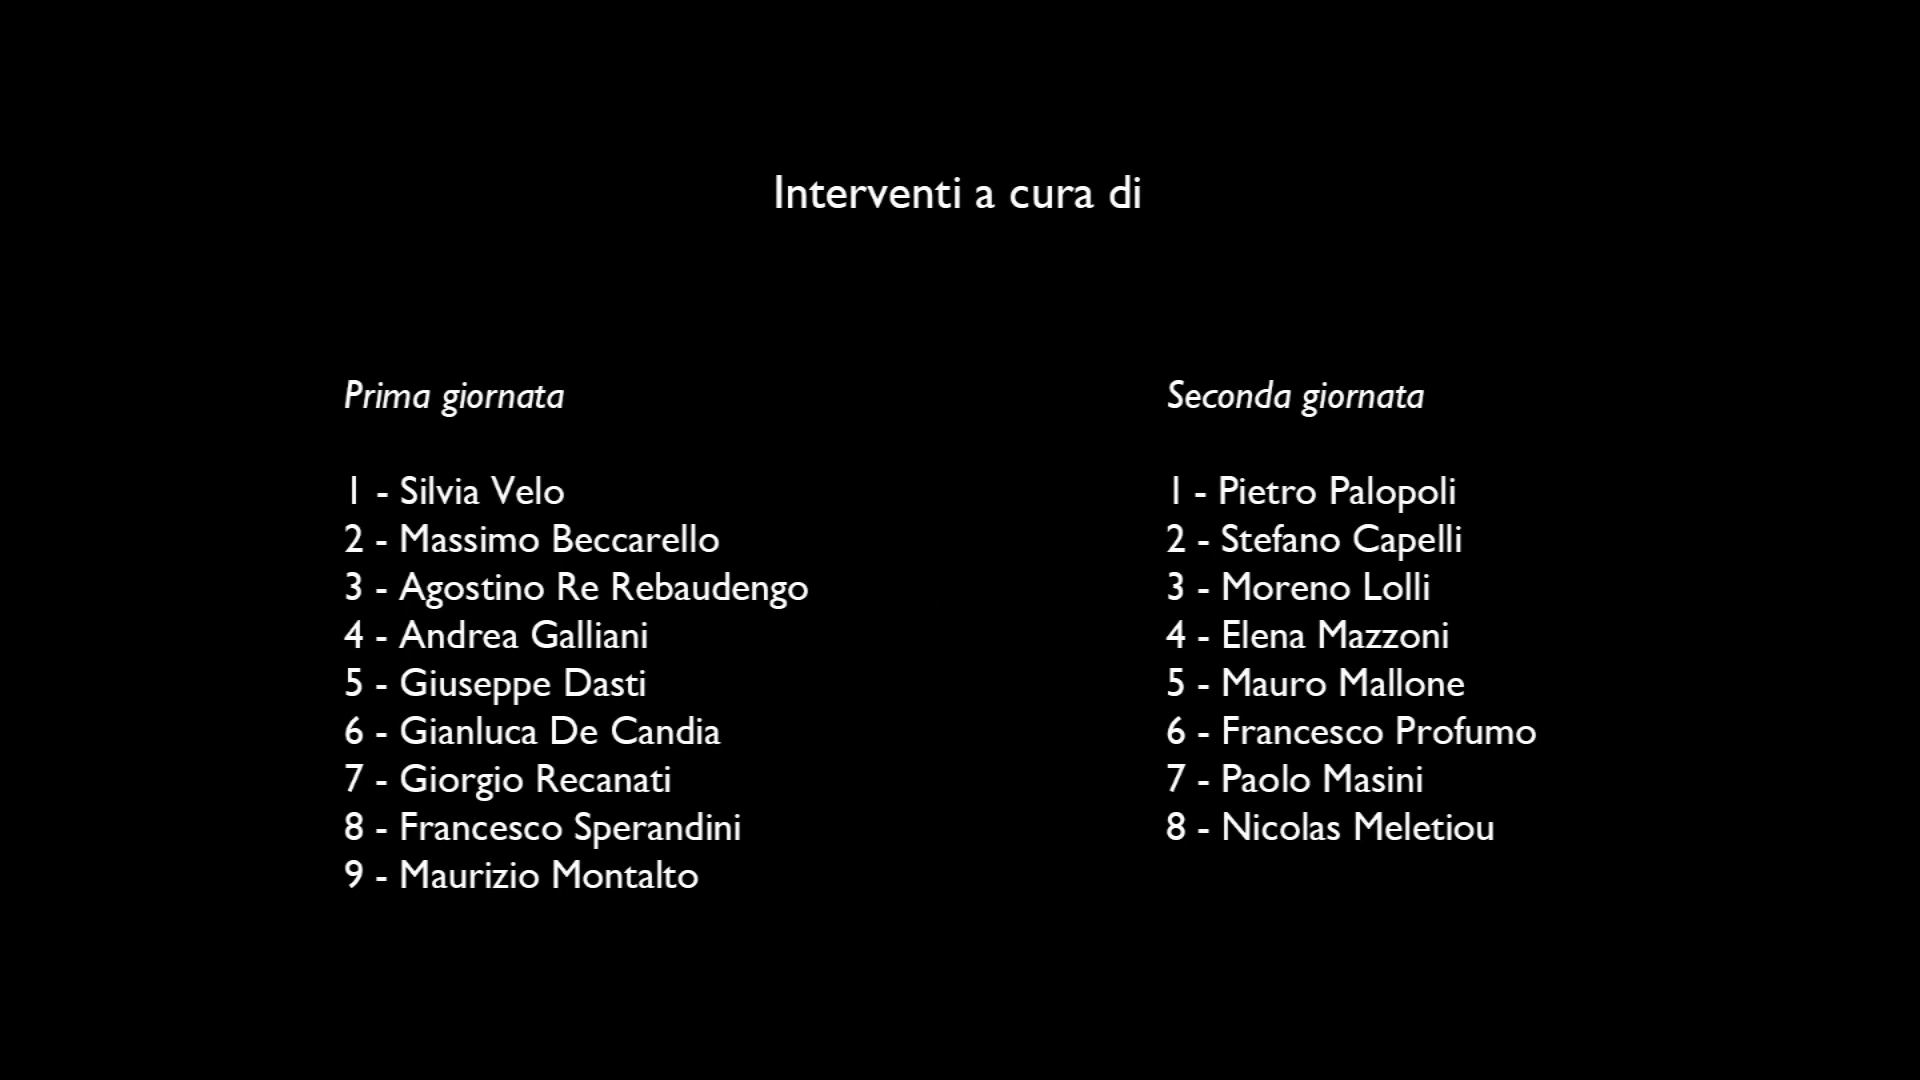 Interventi a cura di
Prima giornata
1 - Silvia Velo
2 - Massimo Beccarello
3 - Agostino Re Rebaudengo
4 - Andrea Galliani
5 - Giuseppe Dasti
6 - Gianluca De Candia
7 - Giorgio Recanati
8 - Francesco Sperandini
9 - Maurizio Montalto
Seconda giornata
1 - Pietro Palopoli
2 - Stefano Capelli
3 - Moreno Lolli
4 - Elena Mazzoni
5 - Mauro Mallone
6 - Francesco Profumo
7 - Paolo Masini
8 - Nicolas Meletiou